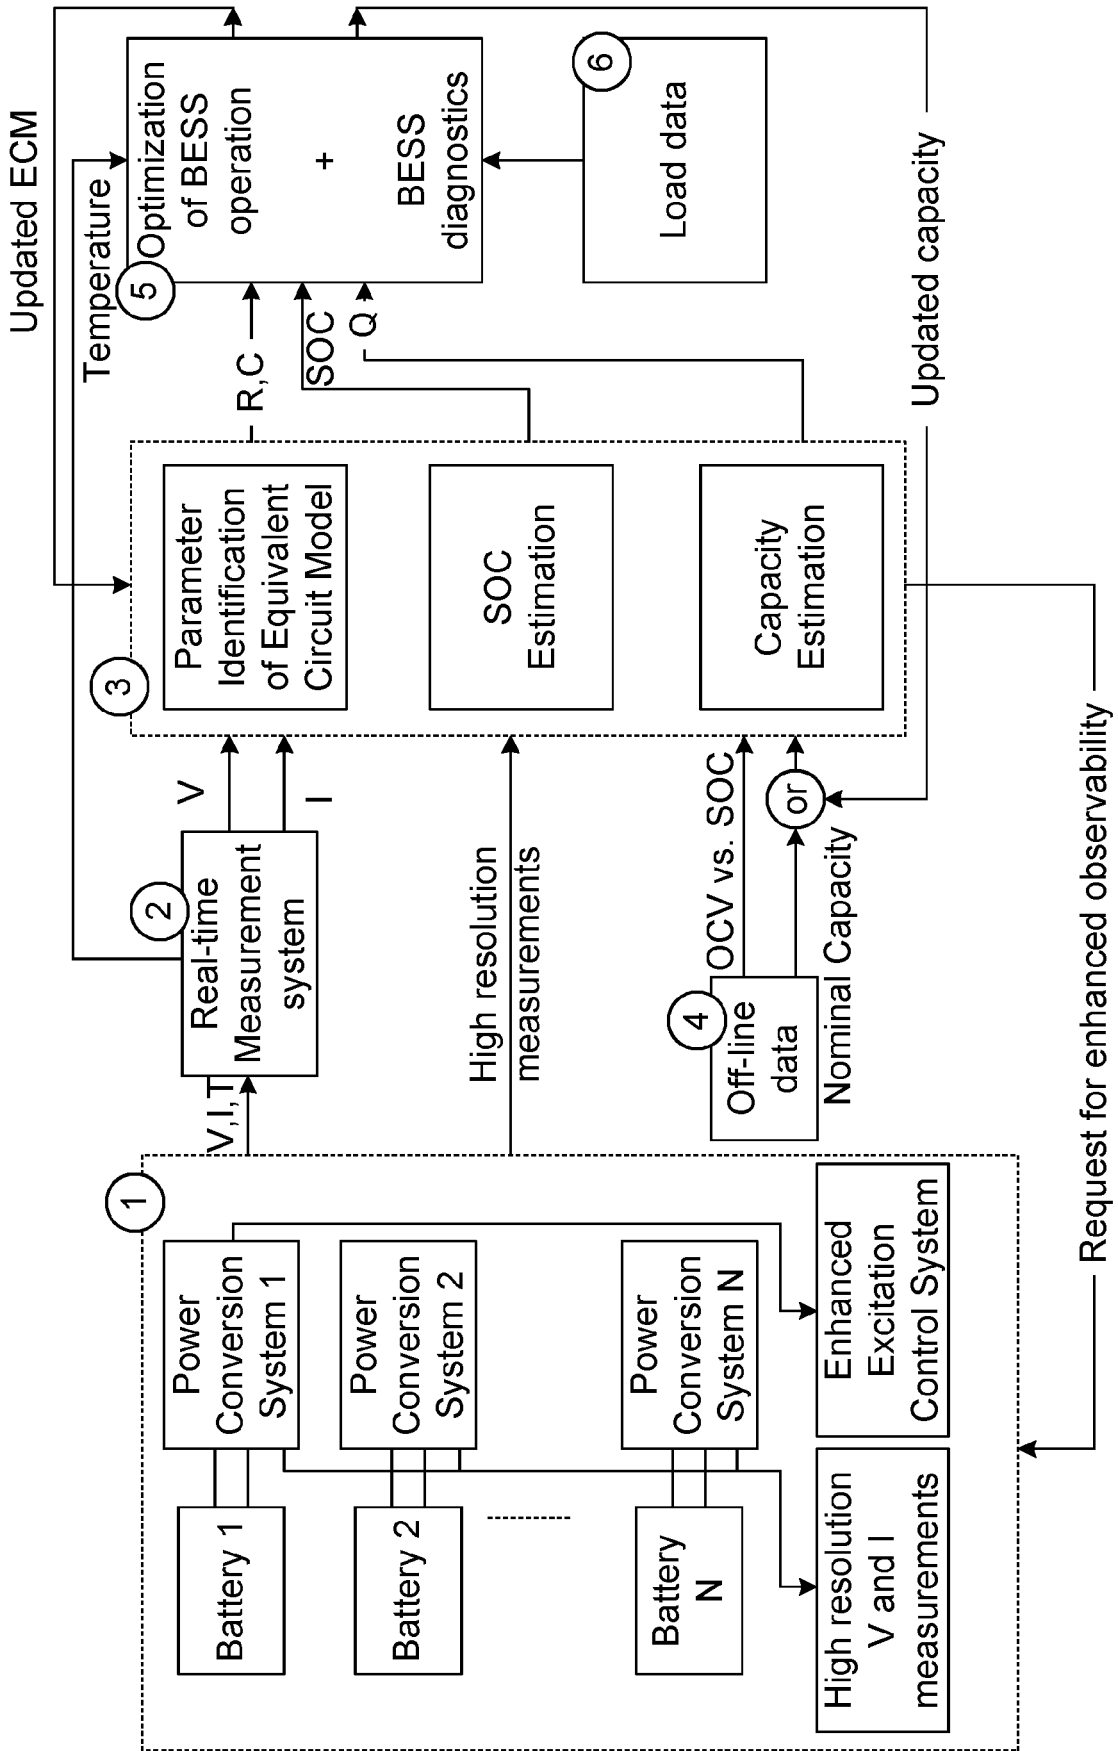 1
Battery 1
Power
Conversion
System 1
Battery 2
Power
Conversion
System 2
Battery
N
Power
Conversion
System N
High resolution
V and I
measurements
Enhanced
Excitation
Control System
V,I,T
2
Real-time
Measurement
system
V
I
High resolution
measurements
4
Off-line
data
OCV vs. SOC
Nominal Capacity
or
3
Parameter
Identification
of Equivalent
Circuit Model
SOC
Estimation
Capacity
Estimation
Updated ECM
Temperature
R,C
SOC
Q
5
Optimization
of BESS
operation
+
BESS
diagnostics
6
Load data
Updated capacity
Request for enhanced observability